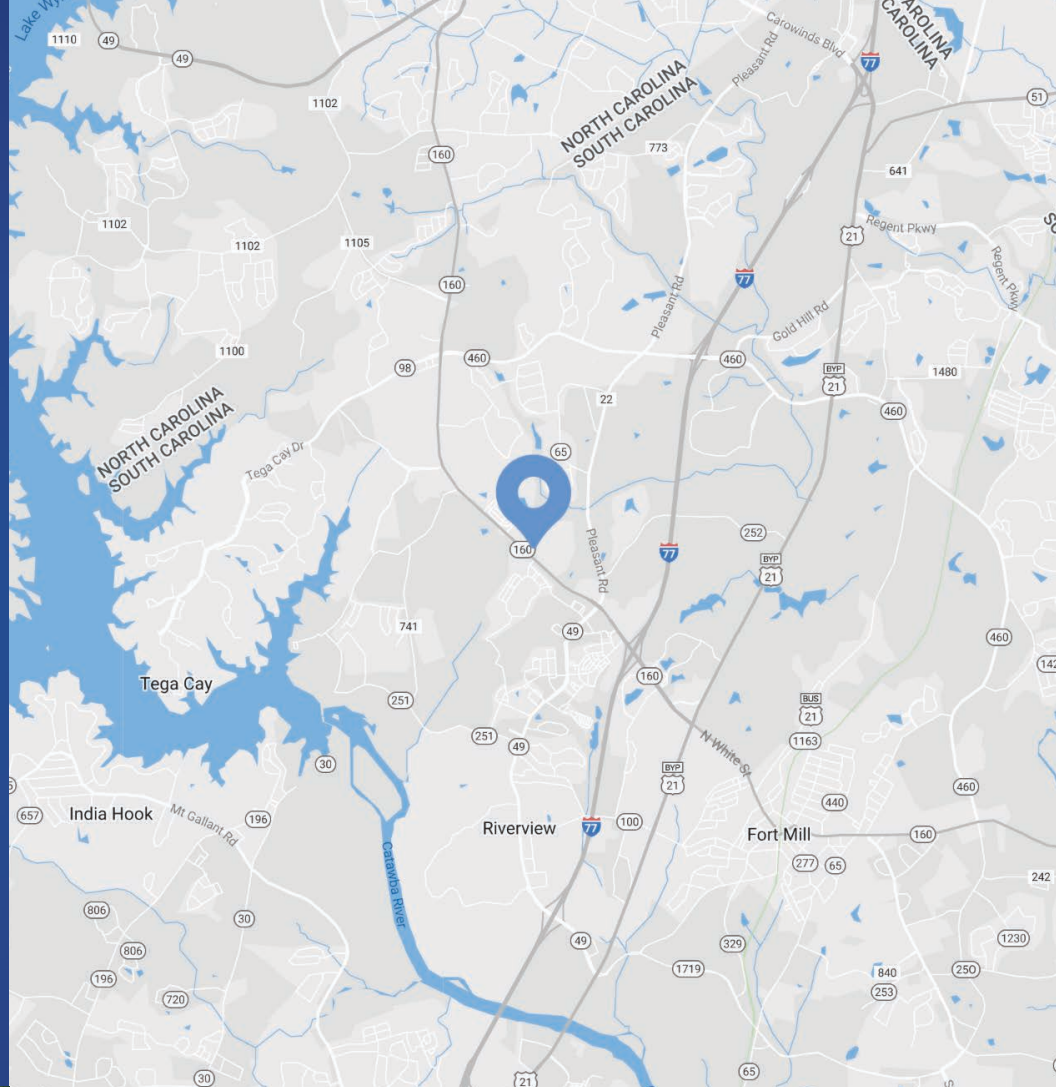 Lake Wy
1110
49
49
1102
160
NORTH CAROLINA
SOUTH CAROLINA
Pleasant Rd
773
Carowinds Blvd
77
CAROLINA
CAROLINA
51
641
1102
1102
1105
160
77
Pleasant Rd
21
Regent Pkwy
Regent Pkwy
Gold Hill Rd
1100
98
460
460
BYP
21
1480
460
22
NORTH CAROLINA
SOUTH CAROLINA
Tega Cay Dr
65
160
Pleasant Rd
77
252
BYP
21
741
49
460
142
Tega Cay
251
160
BUS
21
1163
251
49
30
N White St
BYP
21
460
657
India Hook
Mt Gallant Rd
196
Riverview
77
100
440
Fort Mill
160
277
65
242
Catawba River
806
30
806
196
720
49
329
1719
840
253
250
1230
30
21
65